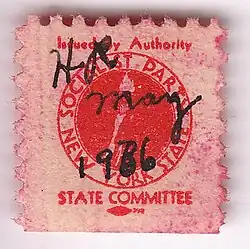 Issued by Authority
H.R.
SOCIALIST PARTY
May
NEW YORK STATE
1936
STATE COMMITTEE